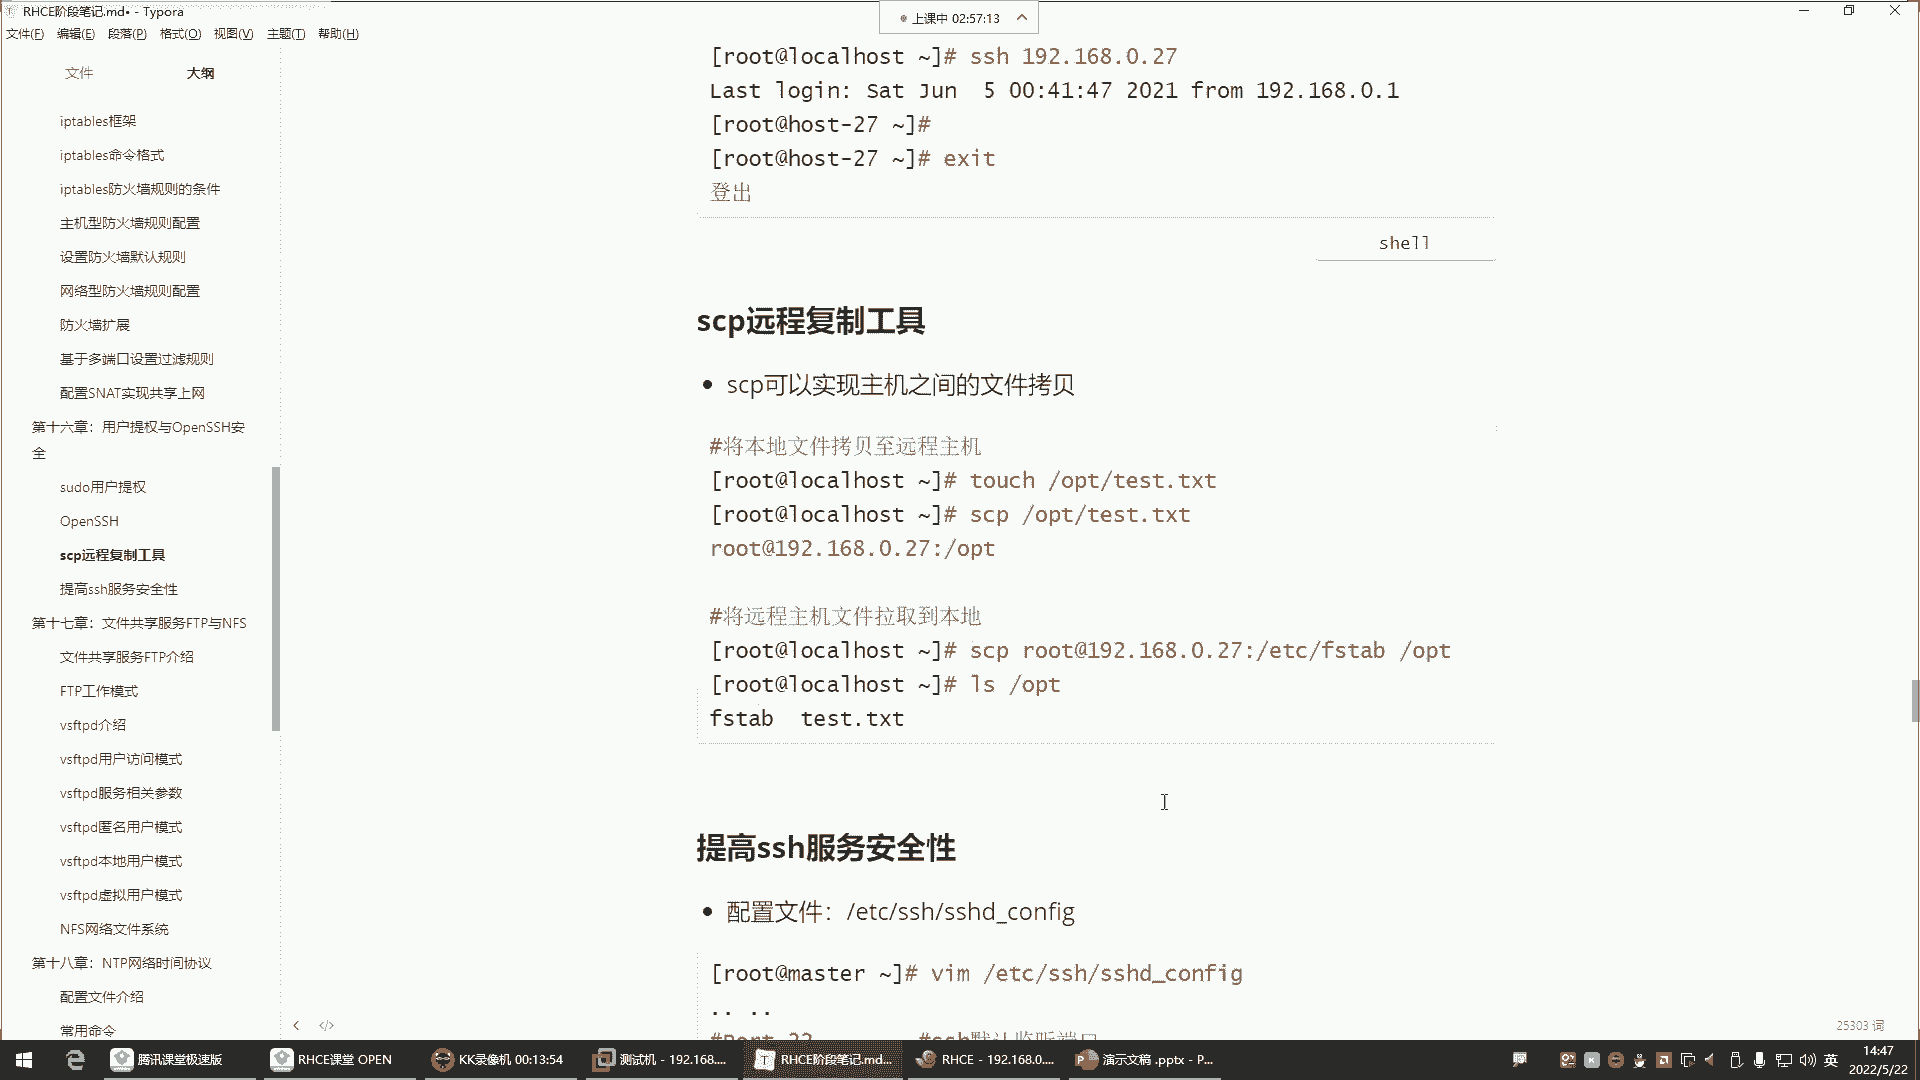 RHCE阶段笔记.md• - Typora
上课中 02:57:13
文件(F) 编辑(E) 段落(P) 格式(O) 视图(V) 主题(T) 帮助(H)
文件 大纲
iptables框架
iptables命令格式
iptables防火墙规则的条件
主机型防火墙规则配置
设置防火墙默认规则
网络型防火墙规则配置
防火墙扩展
基于多端口设置过滤规则
配置SNAT实现共享上网
第十六章：用户提权与OpenSSH安
全
sudo用户提权
OpenSSH
scp远程复制工具
提高ssh服务安全性
第十七章：文件共享服务FTP与NFS
文件共享服务FTP介绍
FTP工作模式
vsftpd介绍
vsftpd用户访问模式
vsftpd服务相关参数
vsftpd匿名用户模式
vsftpd本地用户模式
vsftpd虚拟用户模式
NFS网络文件系统
第十八章：NTP网络时间协议
配置文件介绍
常用命令
[root@localhost ~]# ssh 192.168.0.27
Last login: Sat Jun  5 00:41:47 2021 from 192.168.0.1
[root@host-27 ~]#
[root@host-27 ~]# exit
登出
shell
scp远程复制工具
• scp可以实现主机之间的文件拷贝
#将本地文件拷贝至远程主机
[root@localhost ~]# touch /opt/test.txt
[root@localhost ~]# scp /opt/test.txt
root@192.168.0.27:/opt
#将远程主机文件拉取到本地
[root@localhost ~]# scp root@192.168.0.27:/etc/fstab /opt
[root@localhost ~]# ls /opt
fstab  test.txt
提高ssh服务安全性
• 配置文件：/etc/ssh/sshd_config
[root@master ~]# vim /etc/ssh/sshd_config
.. ..
#Port 22 #ssh默认监听端口
25303 词
腾讯课堂极速版 RHCE课堂 OPEN KK录像机 00:13:54 测试机 - 192.168.... RHCE阶段笔记.md... RHCE - 192.168.0.... 演示文稿 .pptx - P... 英 14:47
2022/5/22